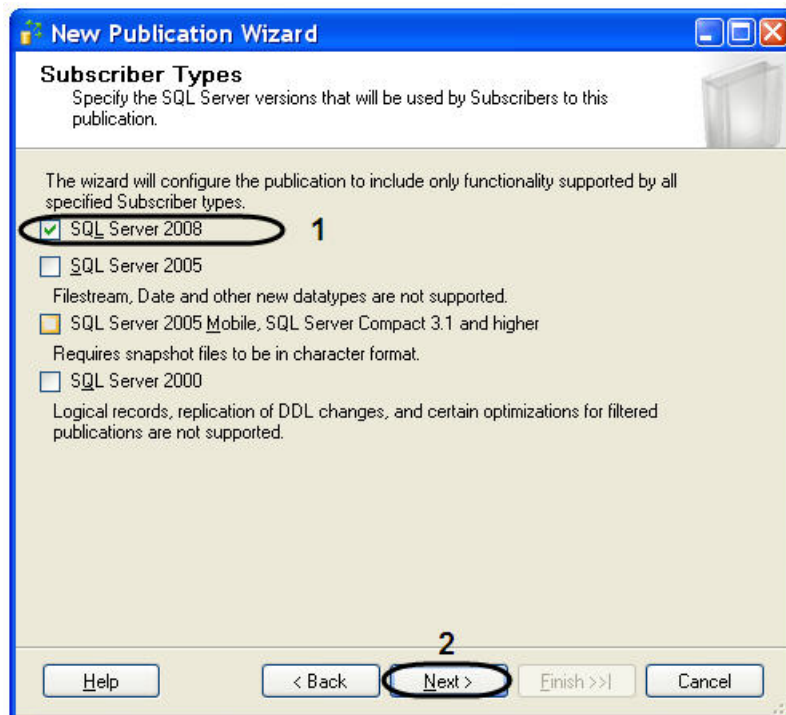 New Publication Wizard
Subscriber Types
Specify the SQL Server versions that will be used by Subscribers to this
publication.
The wizard will configure the publication to include only functionality supported by all
specified Subscriber types.
SQL Server 2008
1
SQL Server 2005
Filestream, Date and other new datatypes are not supported.
SQL Server 2005 Mobile, SQL Server Compact 3.1 and higher
Requires snapshot files to be in character format.
SQL Server 2000
Logical records, replication of DDL changes, and certain optimizations for filtered
publications are not supported.
2
Help < Back Next > Finish >>| Cancel